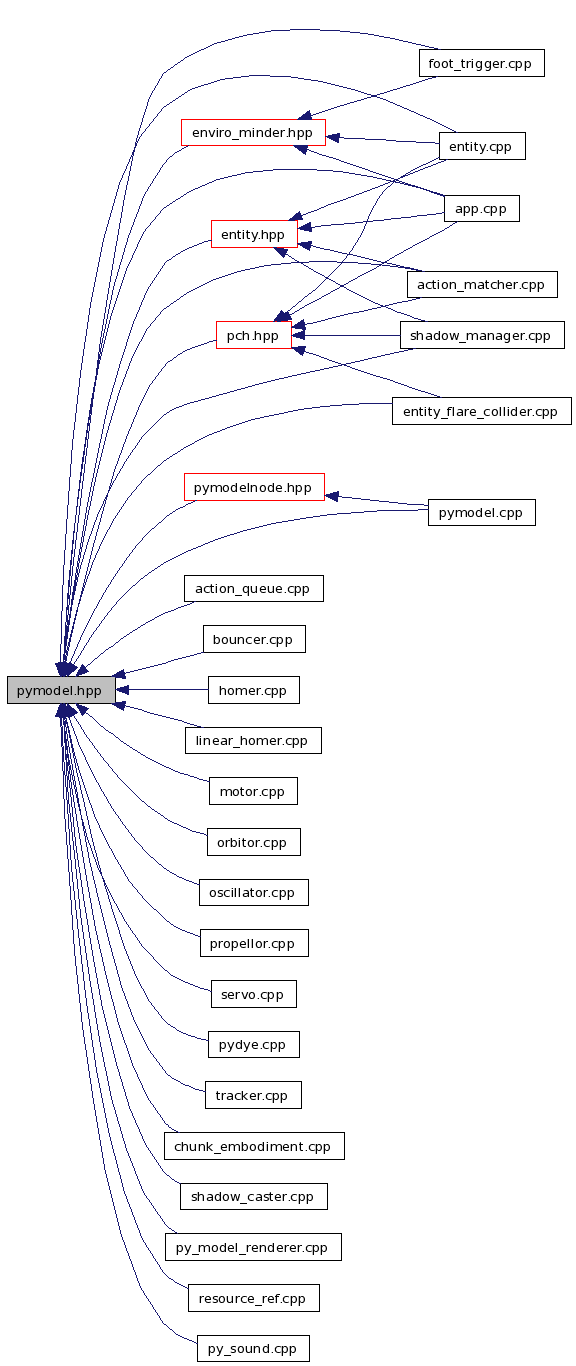 foot_trigger.cpp
enviro_minder.hpp
entity.cpp
app.cpp
entity.hpp
action_matcher.cpp
pch.hpp
shadow_manager.cpp
entity_flare_collider.cpp
pymodelnode.hpp
pymodel.cpp
action_queue.cpp
bouncer.cpp
pymodel.hpp
homer.cpp
linear_homer.cpp
motor.cpp
orbitor.cpp
oscillator.cpp
propellor.cpp
servo.cpp
pydye.cpp
tracker.cpp
chunk_embodiment.cpp
shadow_caster.cpp
py_model_renderer.cpp
resource_ref.cpp
py_sound.cpp